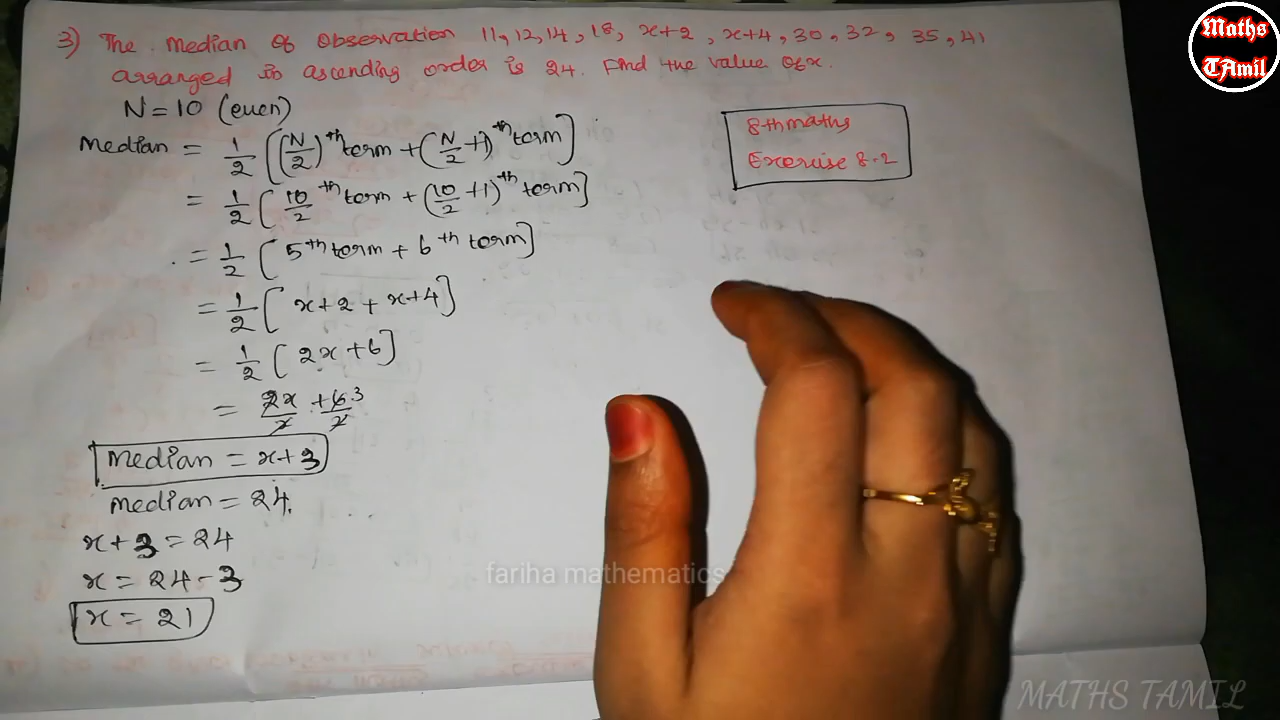 3) The median of observation 11, 12, 14, 18, x+2, x+4, 30, 32, 35, 41
arranged in ascending order is 24. Find the value of x.
N = 10 (even)
Median = 1/2 [(N/2)th term + (N/2 + 1)th term]
= 1/2 [10/2 th term + (10/2 + 1)th term]
= 1/2 [5th term + 6th term]
= 1/2 [x+2 + x+4]
= 1/2 [2x + 6]
= 2x/2 + 6/2 3
Median = x+3
Median = 24.
x+3 = 24
x = 24-3
x = 21
8th maths
Exercise 8.2
Maths
TAmil
fariha mathematics
MATHS TAMIL